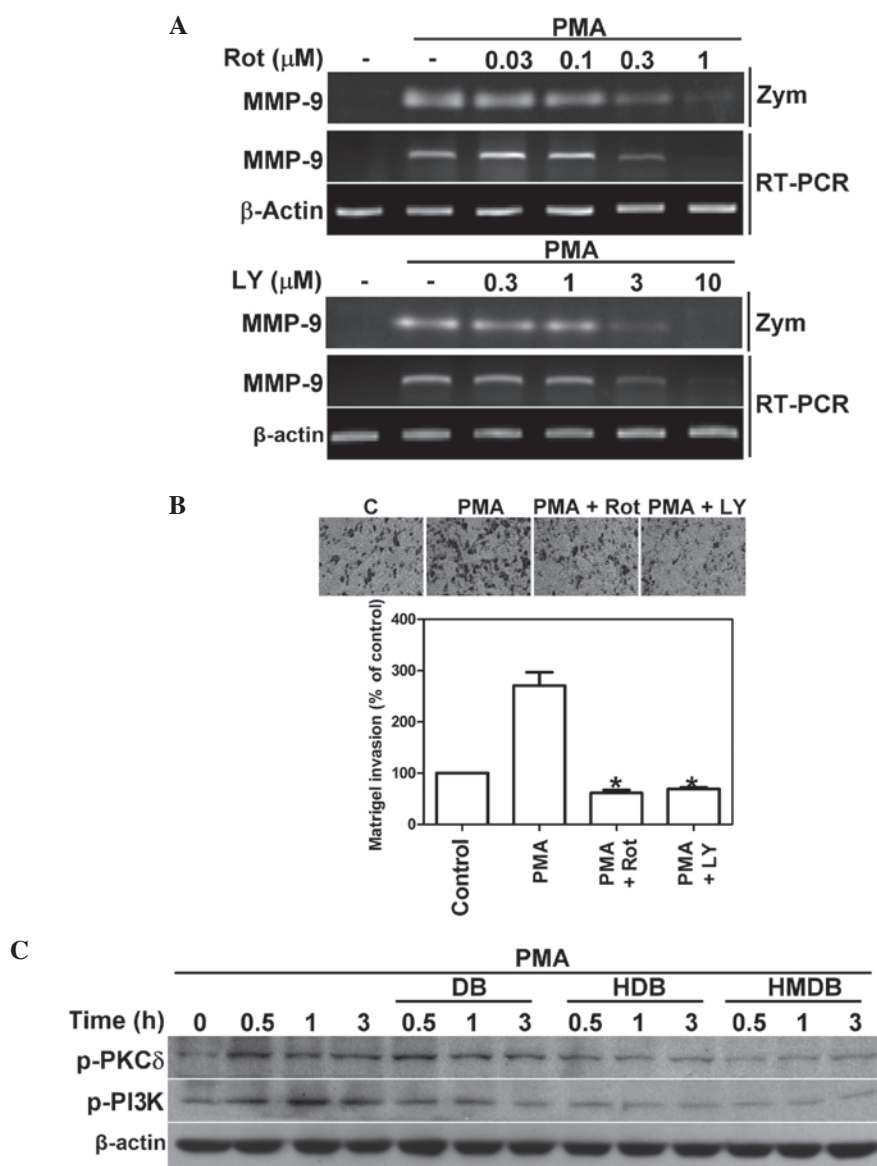 A
PMA
Rot (μM) - - 0.03 0.1 0.3 1
MMP-9 Zym
MMP-9
RT-PCR
β-Actin
PMA
LY (μM) - - 0.3 1 3 10
MMP-9 Zym
MMP-9
RT-PCR
β-actin
B
C PMA PMA + Rot PMA + LY
Matrigel invasion (% of control)
400
300
200
100
0
* *
Control
PMA
PMA + Rot
PMA + LY
C
PMA
DB HDB HMDB
Time (h) 0 0.5 1 3 0.5 1 3 0.5 1 3 0.5 1 3
p-PKCδ
p-PI3K
β-actin